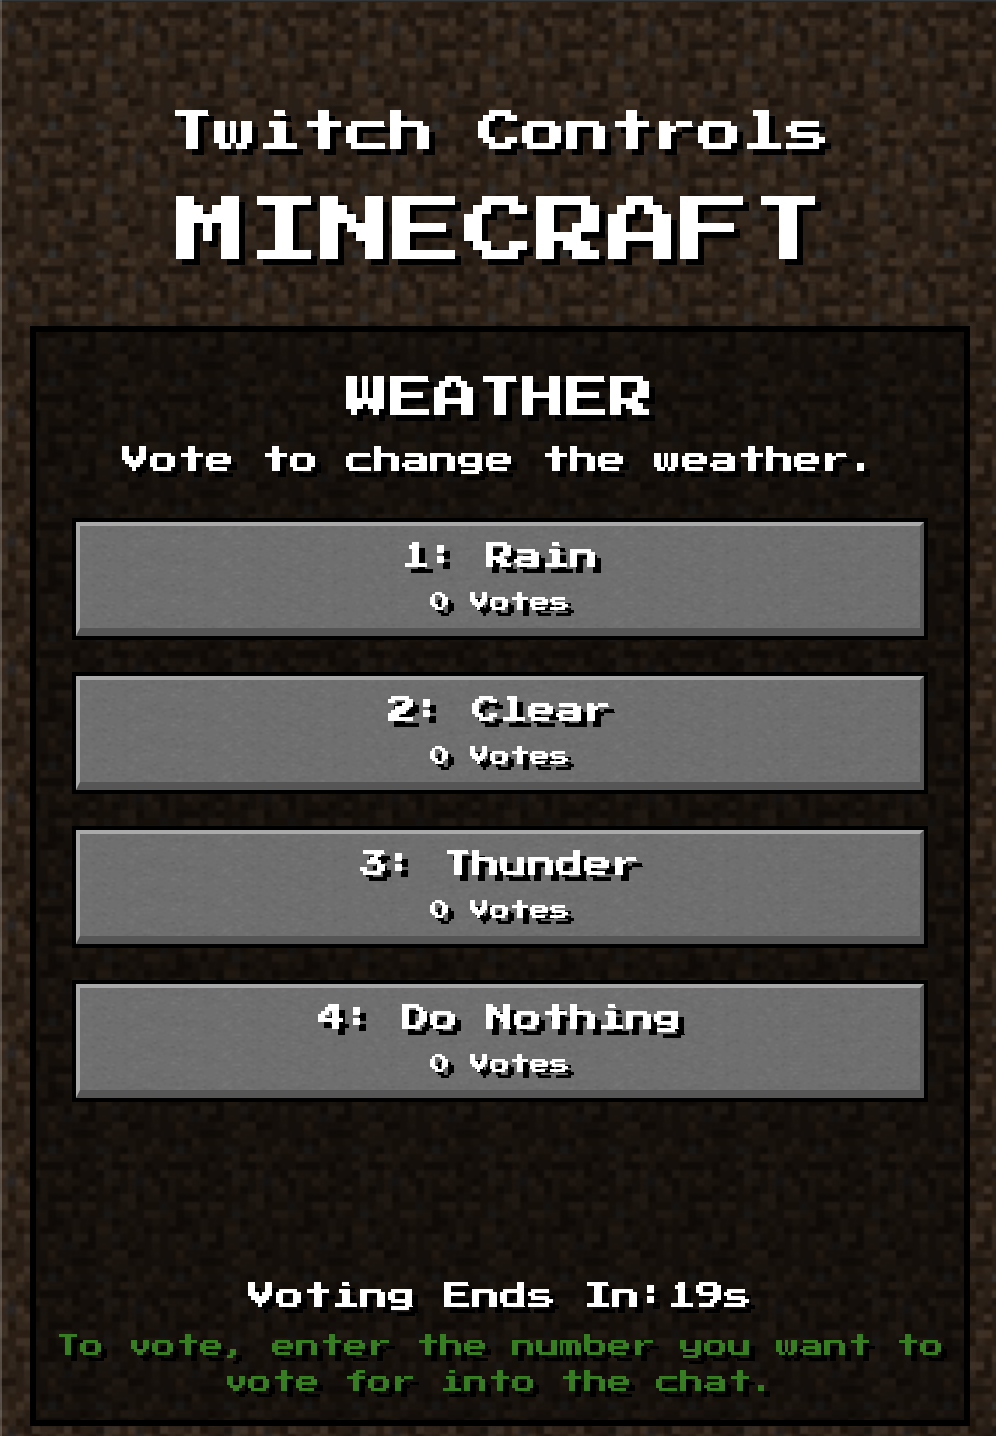 Twitch Controls
MINECRAFT
WEATHER
Vote to change the weather.
1: Rain
0 Votes
2: Clear
0 Votes
3: Thunder
0 Votes
4: Do Nothing
0 Votes
Voting Ends In:19s
To vote, enter the number you want to
vote for into the chat.